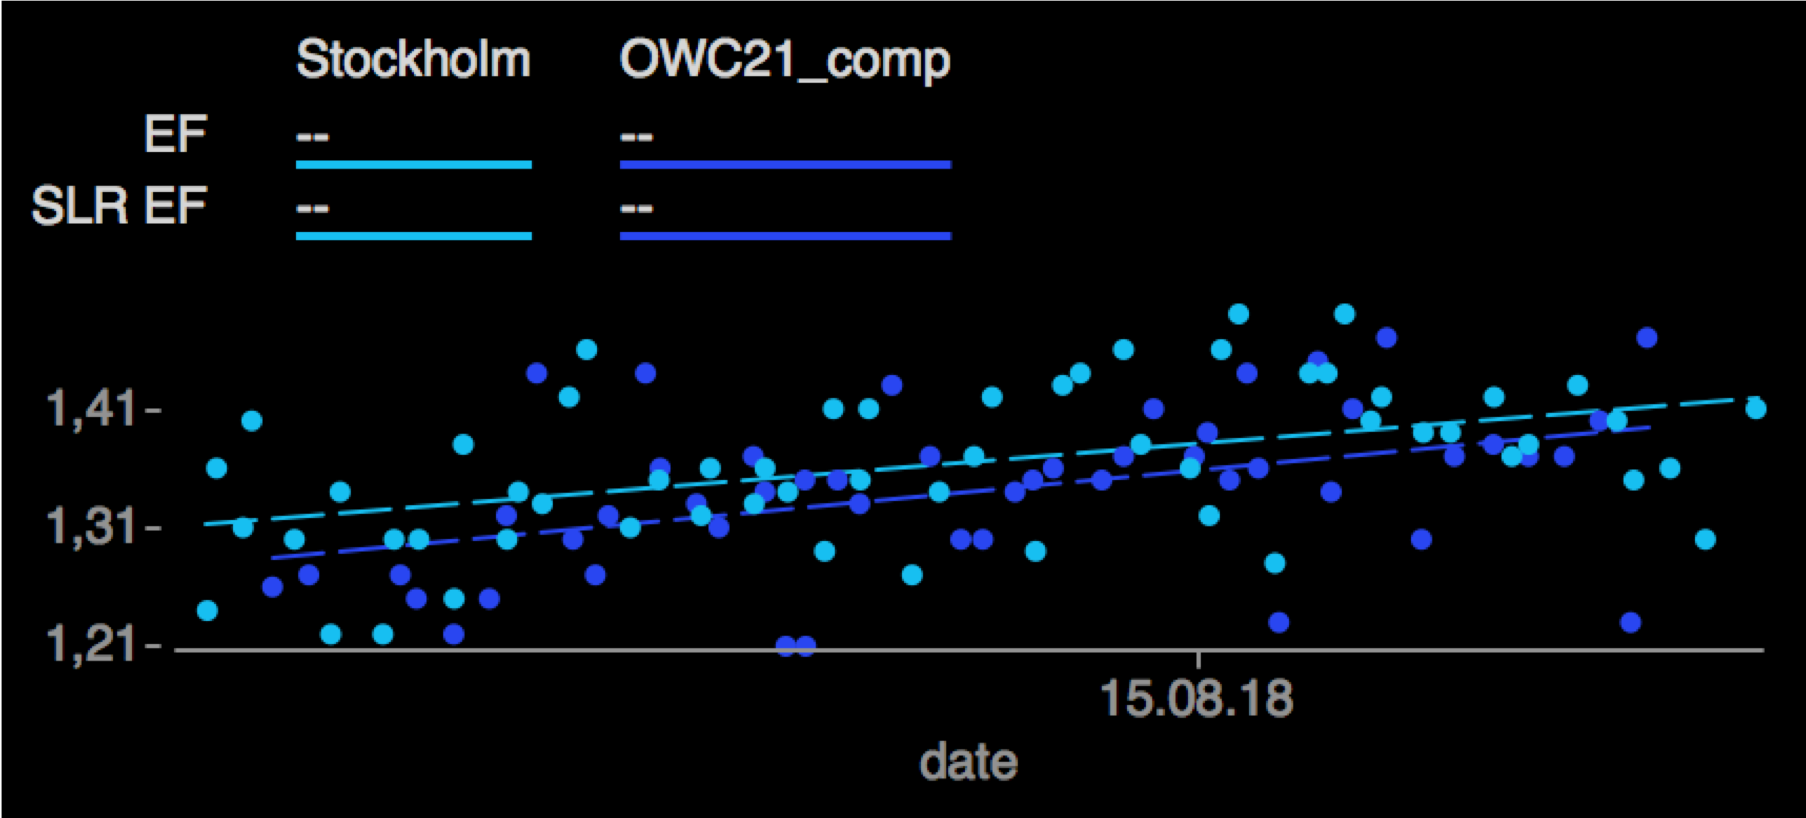 Stockholm OWC21_comp
EF -- --
SLR EF -- --
1,41-
1,31-
1,21-
15.08.18
date